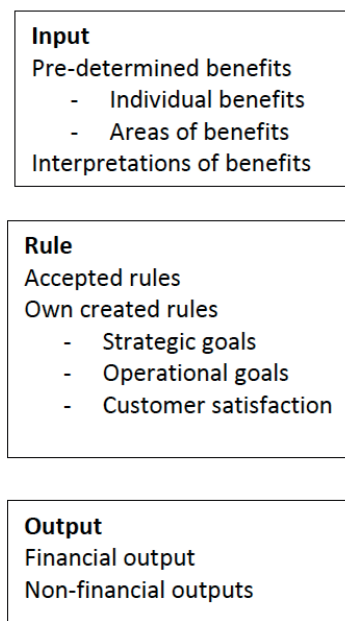 Input
Pre-determined benefits
- Individual benefits
- Areas of benefits
Interpretations of benefits
Rule
Accepted rules
Own created rules
- Strategic goals
- Operational goals
- Customer satisfaction
Output
Financial output
Non-financial outputs